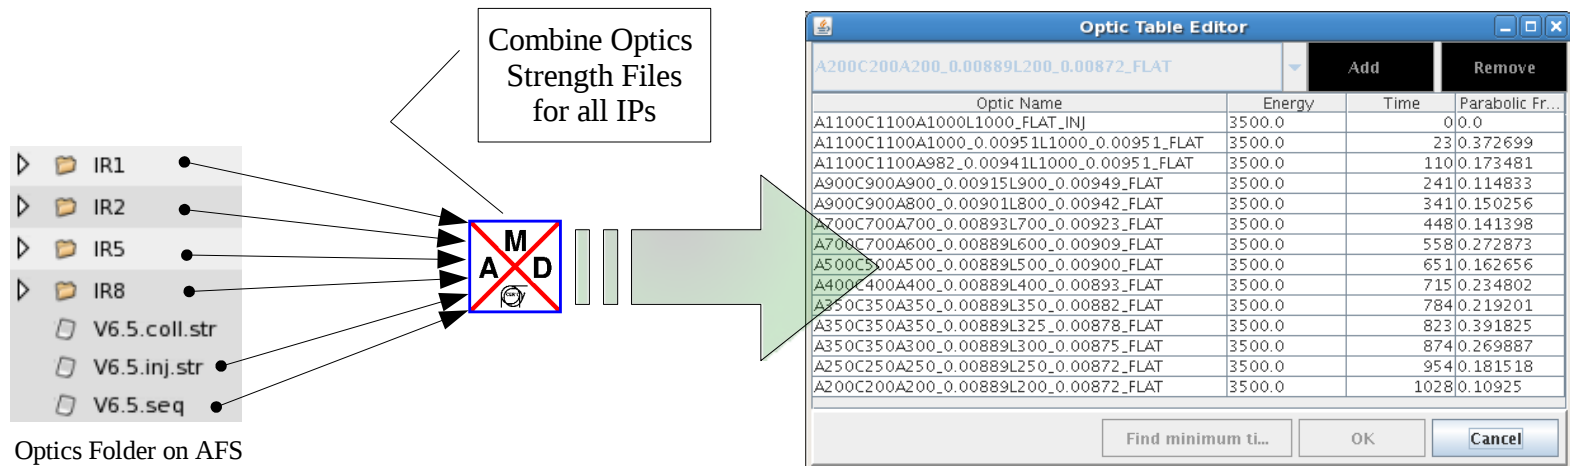 Combine Optics
Strength Files
for all IPs
IR1
IR2
IR5
IR8
V6.5.coll.str
V6.5.inj.str
V6.5.seq
Optics Folder on AFS
M
A D
Optic Table Editor
A200C200A200_0.00889L200_0.00872_FLAT Add Remove
Optic Name Energy Time Parabolic Fr...
A1100C1100A1000L1000_FLAT_INJ 3500.0 0 0.0
A1100C1100A1000_0.00951L1000_0.00951_FLAT 3500.0 23 0.372699
A1100C1100A982_0.00941L1000_0.00951_FLAT 3500.0 110 0.173481
A900C900A900_0.00915L900_0.00949_FLAT 3500.0 241 0.114833
A900C900A800_0.00901L800_0.00942_FLAT 3500.0 341 0.150256
A700C700A700_0.00893L700_0.00923_FLAT 3500.0 448 0.141398
A700C700A600_0.00889L600_0.00909_FLAT 3500.0 558 0.272873
A500C500A500_0.00889L500_0.00900_FLAT 3500.0 651 0.162656
A400C400A400_0.00889L400_0.00893_FLAT 3500.0 715 0.234802
A350C350A350_0.00889L350_0.00882_FLAT 3500.0 784 0.219201
A350C350A350_0.00889L325_0.00878_FLAT 3500.0 823 0.391825
A350C350A300_0.00889L300_0.00875_FLAT 3500.0 874 0.269887
A250C250A250_0.00889L250_0.00872_FLAT 3500.0 954 0.181518
A200C200A200_0.00889L200_0.00872_FLAT 3500.0 1028 0.10925
Find minimum ti... OK Cancel